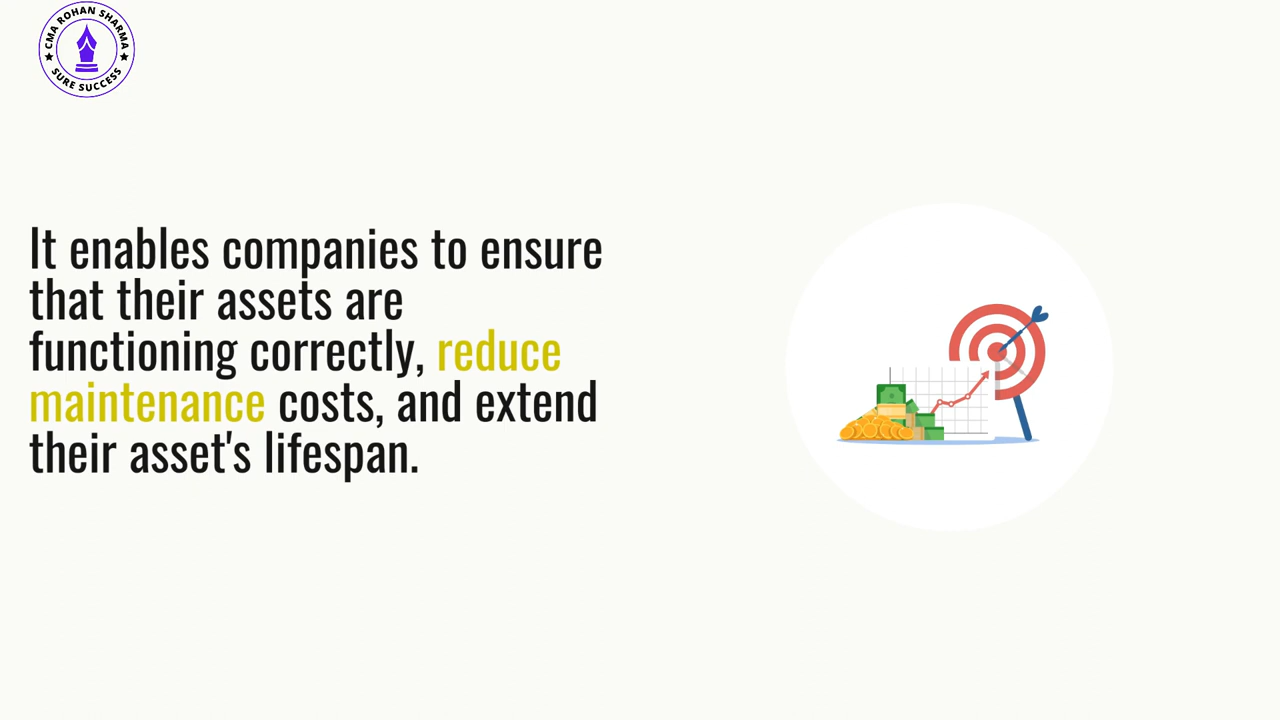 CMA ROHAN SHARMA
SURE SUCCESS
It enables companies to ensure
that their assets are
functioning correctly, reduce
maintenance costs, and extend
their asset's lifespan.